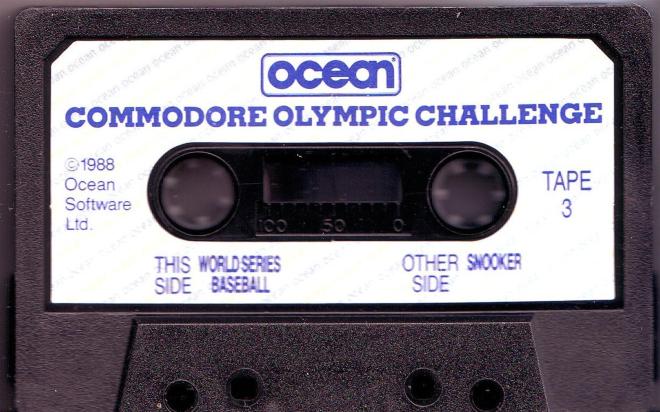 ocean
COMMODORE OLYMPIC CHALLENGE
©1988
Ocean
Software
Ltd.
100 50 0
TAPE
3
THIS SIDE WORLD SERIES BASEBALL
OTHER SIDE SNOOKER